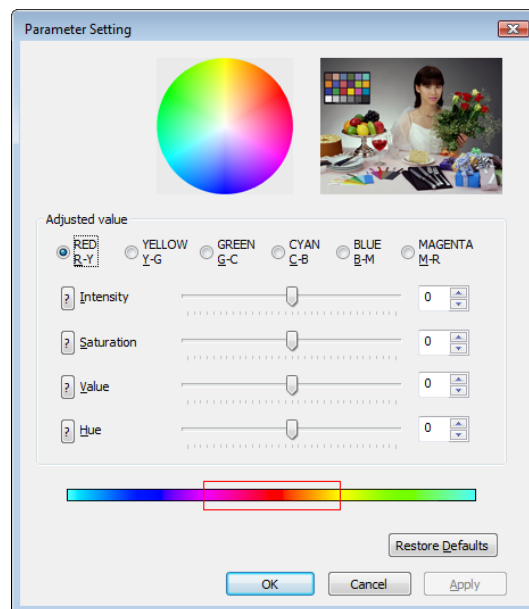 Parameter Setting
Adjusted value
RED YELLOW GREEN CYAN BLUE MAGENTA
R-Y Y-G G-C C-B B-M M-R
? Intensity 0
? Saturation 0
? Value 0
? Hue 0
Restore Defaults
OK Cancel Apply